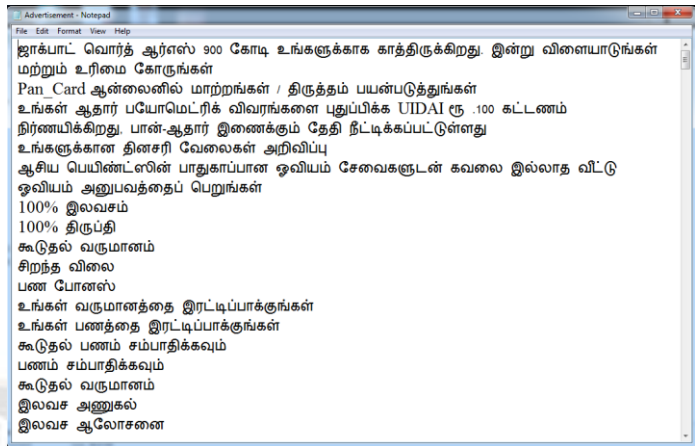 Advertisement - Notepad
File Edit Format View Help
ஜாக்பாட் வொர்த் ஆர்எஸ் 900 கோடி உங்களுக்காக காத்திருக்கிறது. இன்று விளையாடுங்கள்
மற்றும் உரிமை கோருங்கள்
Pan_Card ஆன்லைனில் மாற்றங்கள் / திருத்தம் பயன்படுத்துங்கள்
உங்கள் ஆதார் பயோமெட்ரிக் விவரங்களை புதுப்பிக்க UIDAI ரூ .100 கட்டணம்
நிர்ணயிக்கிறது, பான்-ஆதார் இணைக்கும் தேதி நீட்டிக்கப்பட்டுள்ளது
உங்களுக்கான தினசரி வேலைகள் அறிவிப்பு
ஆசிய பெயிண்ட்ஸின் பாதுகாப்பான ஓவியம் சேவைகளுடன் கவலை இல்லாத வீட்டு
ஓவியம் அனுபவத்தைப் பெறுங்கள்
100% இலவசம்
100% திருப்தி
கூடுதல் வருமானம்
சிறந்த விலை
பண போனஸ்
உங்கள் வருமானத்தை இரட்டிப்பாக்குங்கள்
உங்கள் பணத்தை இரட்டிப்பாக்குங்கள்
கூடுதல் பணம் சம்பாதிக்கவும்
பணம் சம்பாதிக்கவும்
கூடுதல் வருமானம்
இலவச அணுகல்
இலவச ஆலோசனை